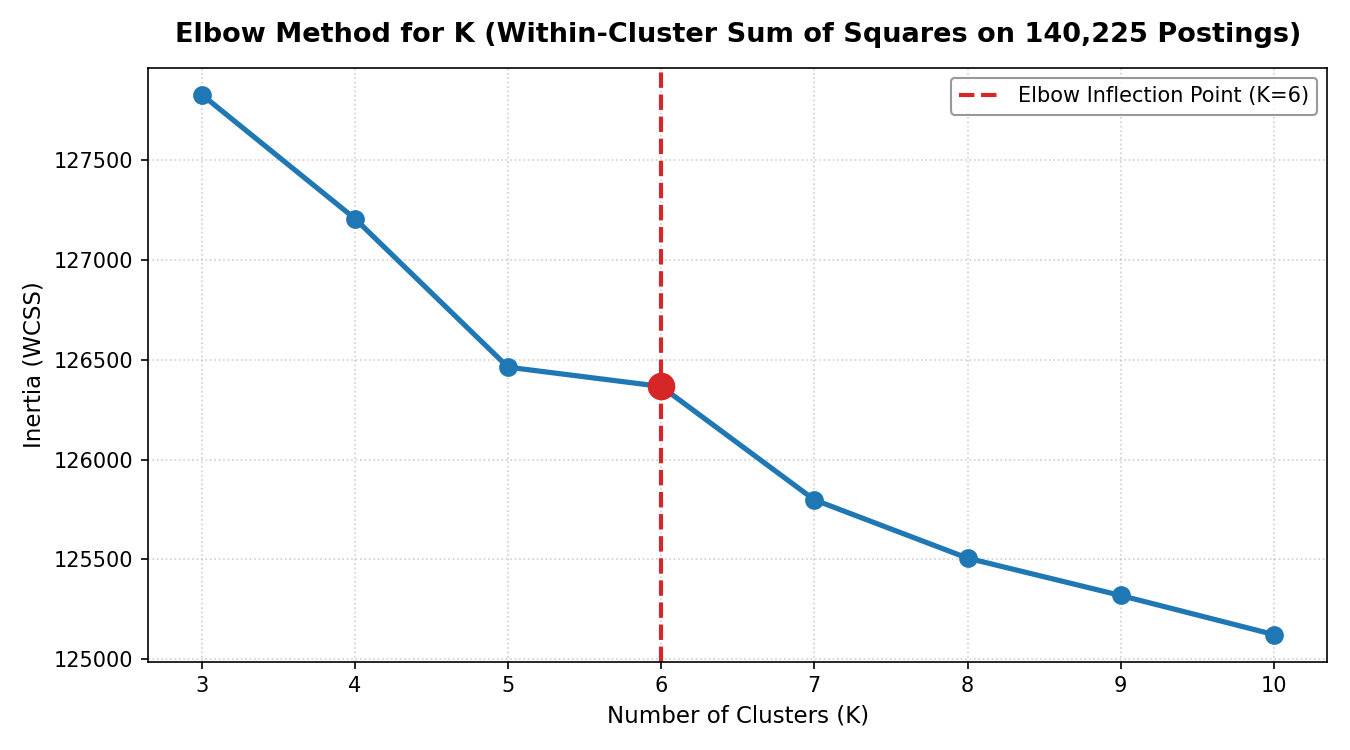 Elbow Method for K (Within-Cluster Sum of Squares on 140,225 Postings)
Elbow Inflection Point (K=6)
Inertia (WCSS)
127500
127000
126500
126000
125500
125000
3 4 5 6 7 8 9 10
Number of Clusters (K)